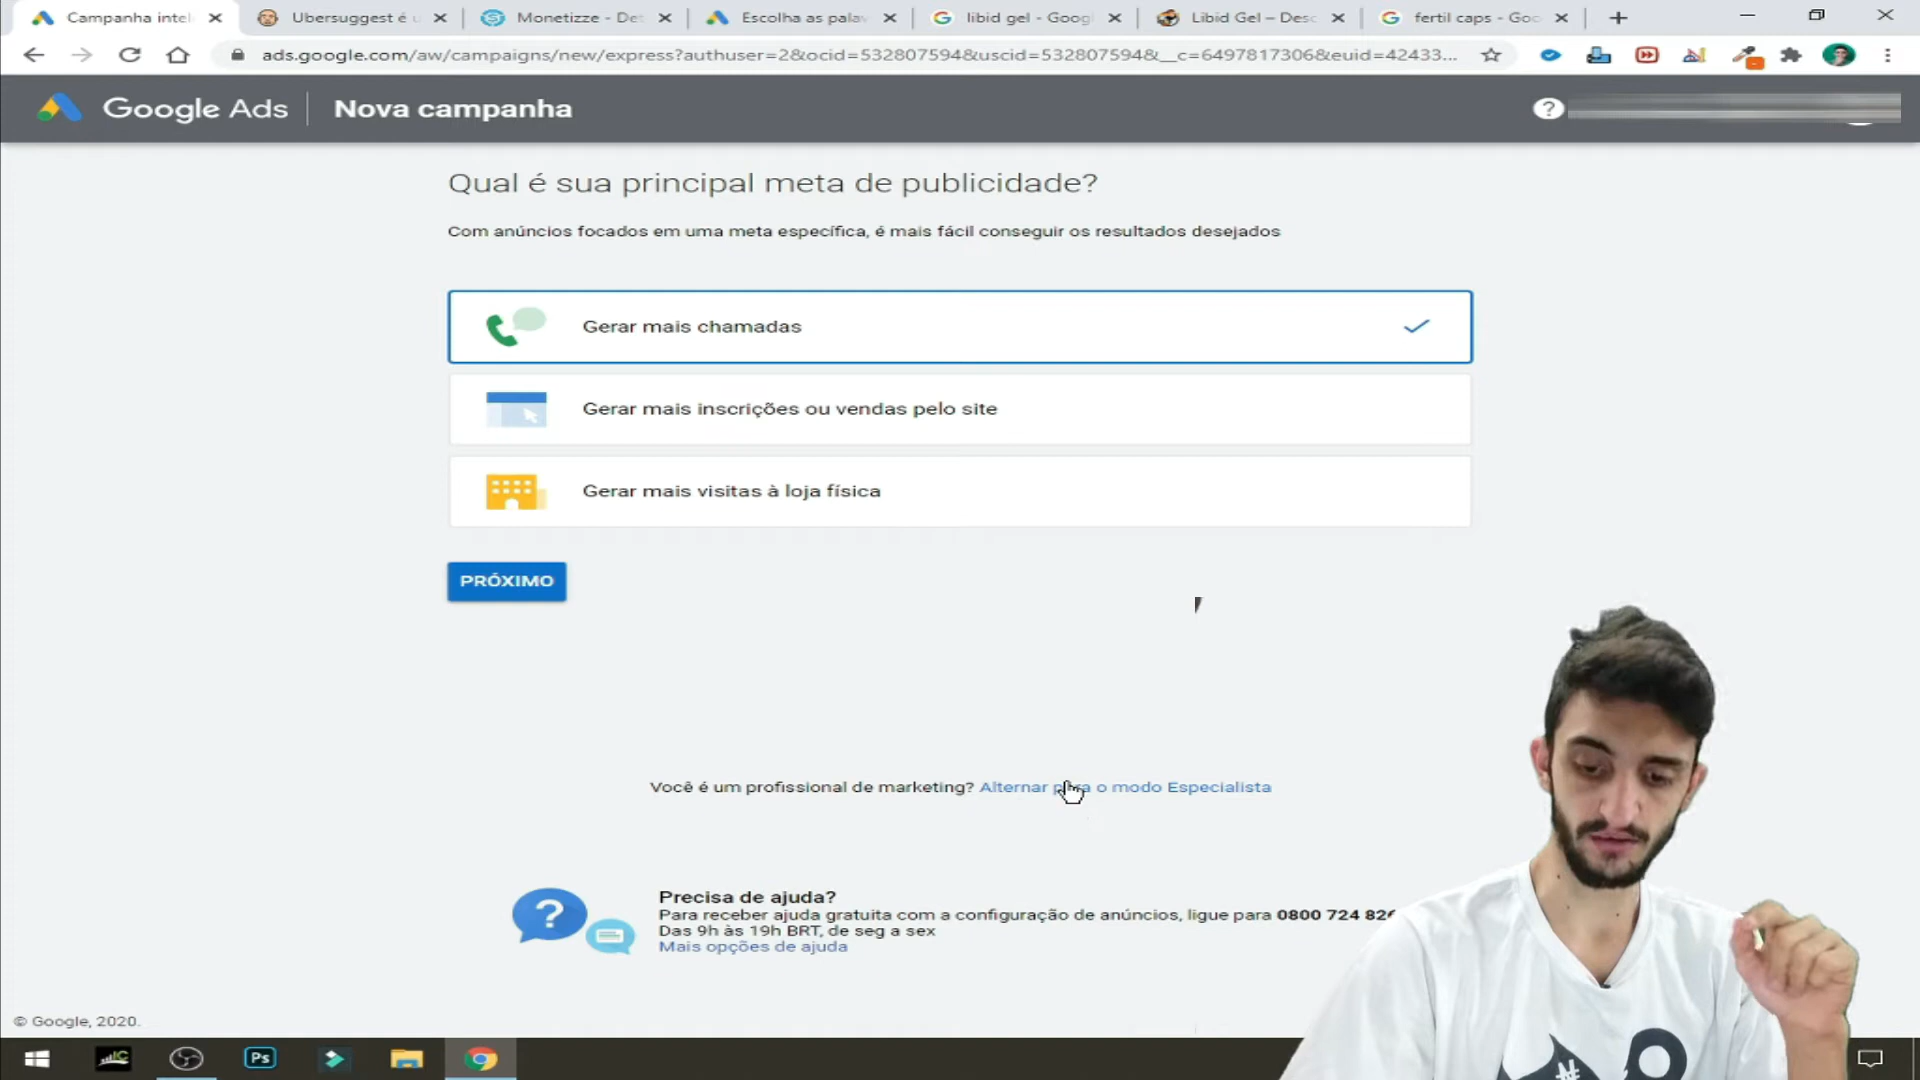 Campanha intel
Ubersuggest é u
Monetizze - De
Escolha as pala
libid gel - Goog
Libid Gel – Desc
fertil caps - Goo
ads.google.com/aw/campaigns/new/express?authuser=2&ocid=532807594&uscid=532807594&__c=6497817306&euid=42433...
Google Ads
Nova campanha
Qual é sua principal meta de publicidade?
Com anúncios focados em uma meta específica, é mais fácil conseguir os resultados desejados
Gerar mais chamadas
Gerar mais inscrições ou vendas pelo site
Gerar mais visitas à loja física
PRÓXIMO
Você é um profissional de marketing? Alternar para o modo Especialista
Precisa de ajuda?
Para receber ajuda gratuita com a configuração de anúncios, ligue para 0800 724 826
Das 9h às 19h BRT, de seg a sex
Mais opções de ajuda
© Google, 2020.
Ps